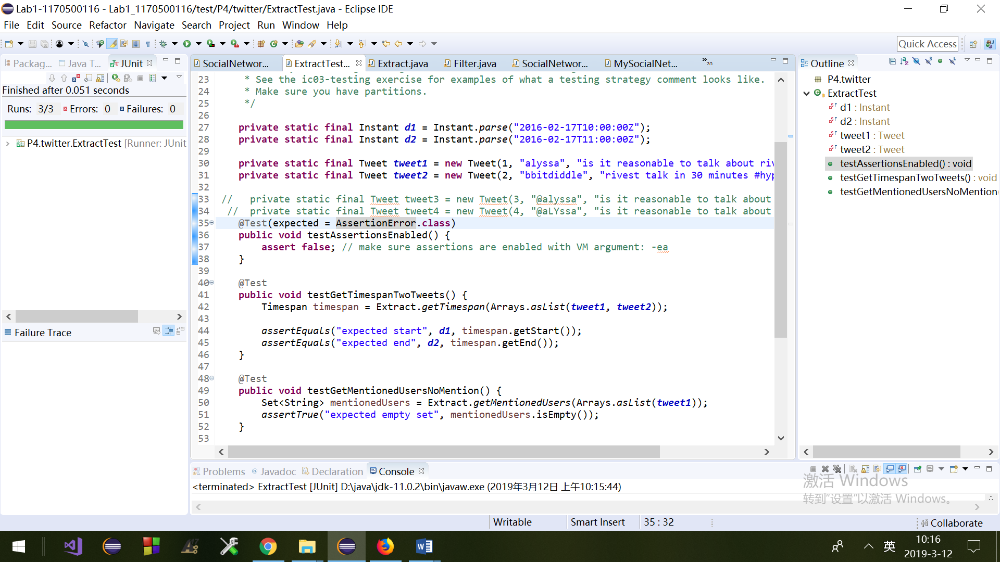 Lab1-1170500116 - Lab1_1170500116/test/P4/twitter/ExtractTest.java - Eclipse IDE
File Edit Source Refactor Navigate Search Project Run Window Help
Quick Access
Packag... Java T... JUnit
SocialNetwor... ExtractTest... Extract.java Filter.java SocialNetwor... MySocialNet... »20
Outline
Finished after 0.051 seconds
Runs: 3/3 Errors: 0 Failures: 0
P4.twitter.ExtractTest [Runner: JUnit
Failure Trace
23 * See the ic03-testing exercise for examples of what a testing strategy comment looks like.
24 * Make sure you have partitions.
25 */
26
27 private static final Instant d1 = Instant.parse("2016-02-17T10:00:00Z");
28 private static final Instant d2 = Instant.parse("2016-02-17T11:00:00Z");
29
30 private static final Tweet tweet1 = new Tweet(1, "alyssa", "is it reasonable to talk about riv
31 private static final Tweet tweet2 = new Tweet(2, "bbitdiddle", "rivest talk in 30 minutes #hyp
32
33 // private static final Tweet tweet3 = new Tweet(3, "@alyssa", "is it reasonable to talk about
34 // private static final Tweet tweet4 = new Tweet(4, "@aLYssa", "is it reasonable to talk about
35 @Test(expected = AssertionError.class)
36 public void testAssertionsEnabled() {
37 assert false; // make sure assertions are enabled with VM argument: -ea
38 }
39
40 @Test
41 public void testGetTimespanTwoTweets() {
42 Timespan timespan = Extract.getTimespan(Arrays.asList(tweet1, tweet2));
43
44 assertEquals("expected start", d1, timespan.getStart());
45 assertEquals("expected end", d2, timespan.getEnd());
46 }
47
48 @Test
49 public void testGetMentionedUsersNoMention() {
50 Set<String> mentionedUsers = Extract.getMentionedUsers(Arrays.asList(tweet1));
51 assertTrue("expected empty set", mentionedUsers.isEmpty());
52 }
53
P4.twitter
ExtractTest
d1 : Instant
d2 : Instant
tweet1 : Tweet
tweet2 : Tweet
testAssertionsEnabled() : void
testGetTimespanTwoTweets() : void
testGetMentionedUsersNoMention(
Problems Javadoc Declaration Console
<terminated> ExtractTest [JUnit] D:\java\jdk-11.0.2\bin\javaw.exe (2019年3月12日 上午10:15:44)
激活 Windows
转到"设置"以激活 Windows。
Writable Smart Insert 35 : 32 Collaborate
英
10:16
2019-3-12